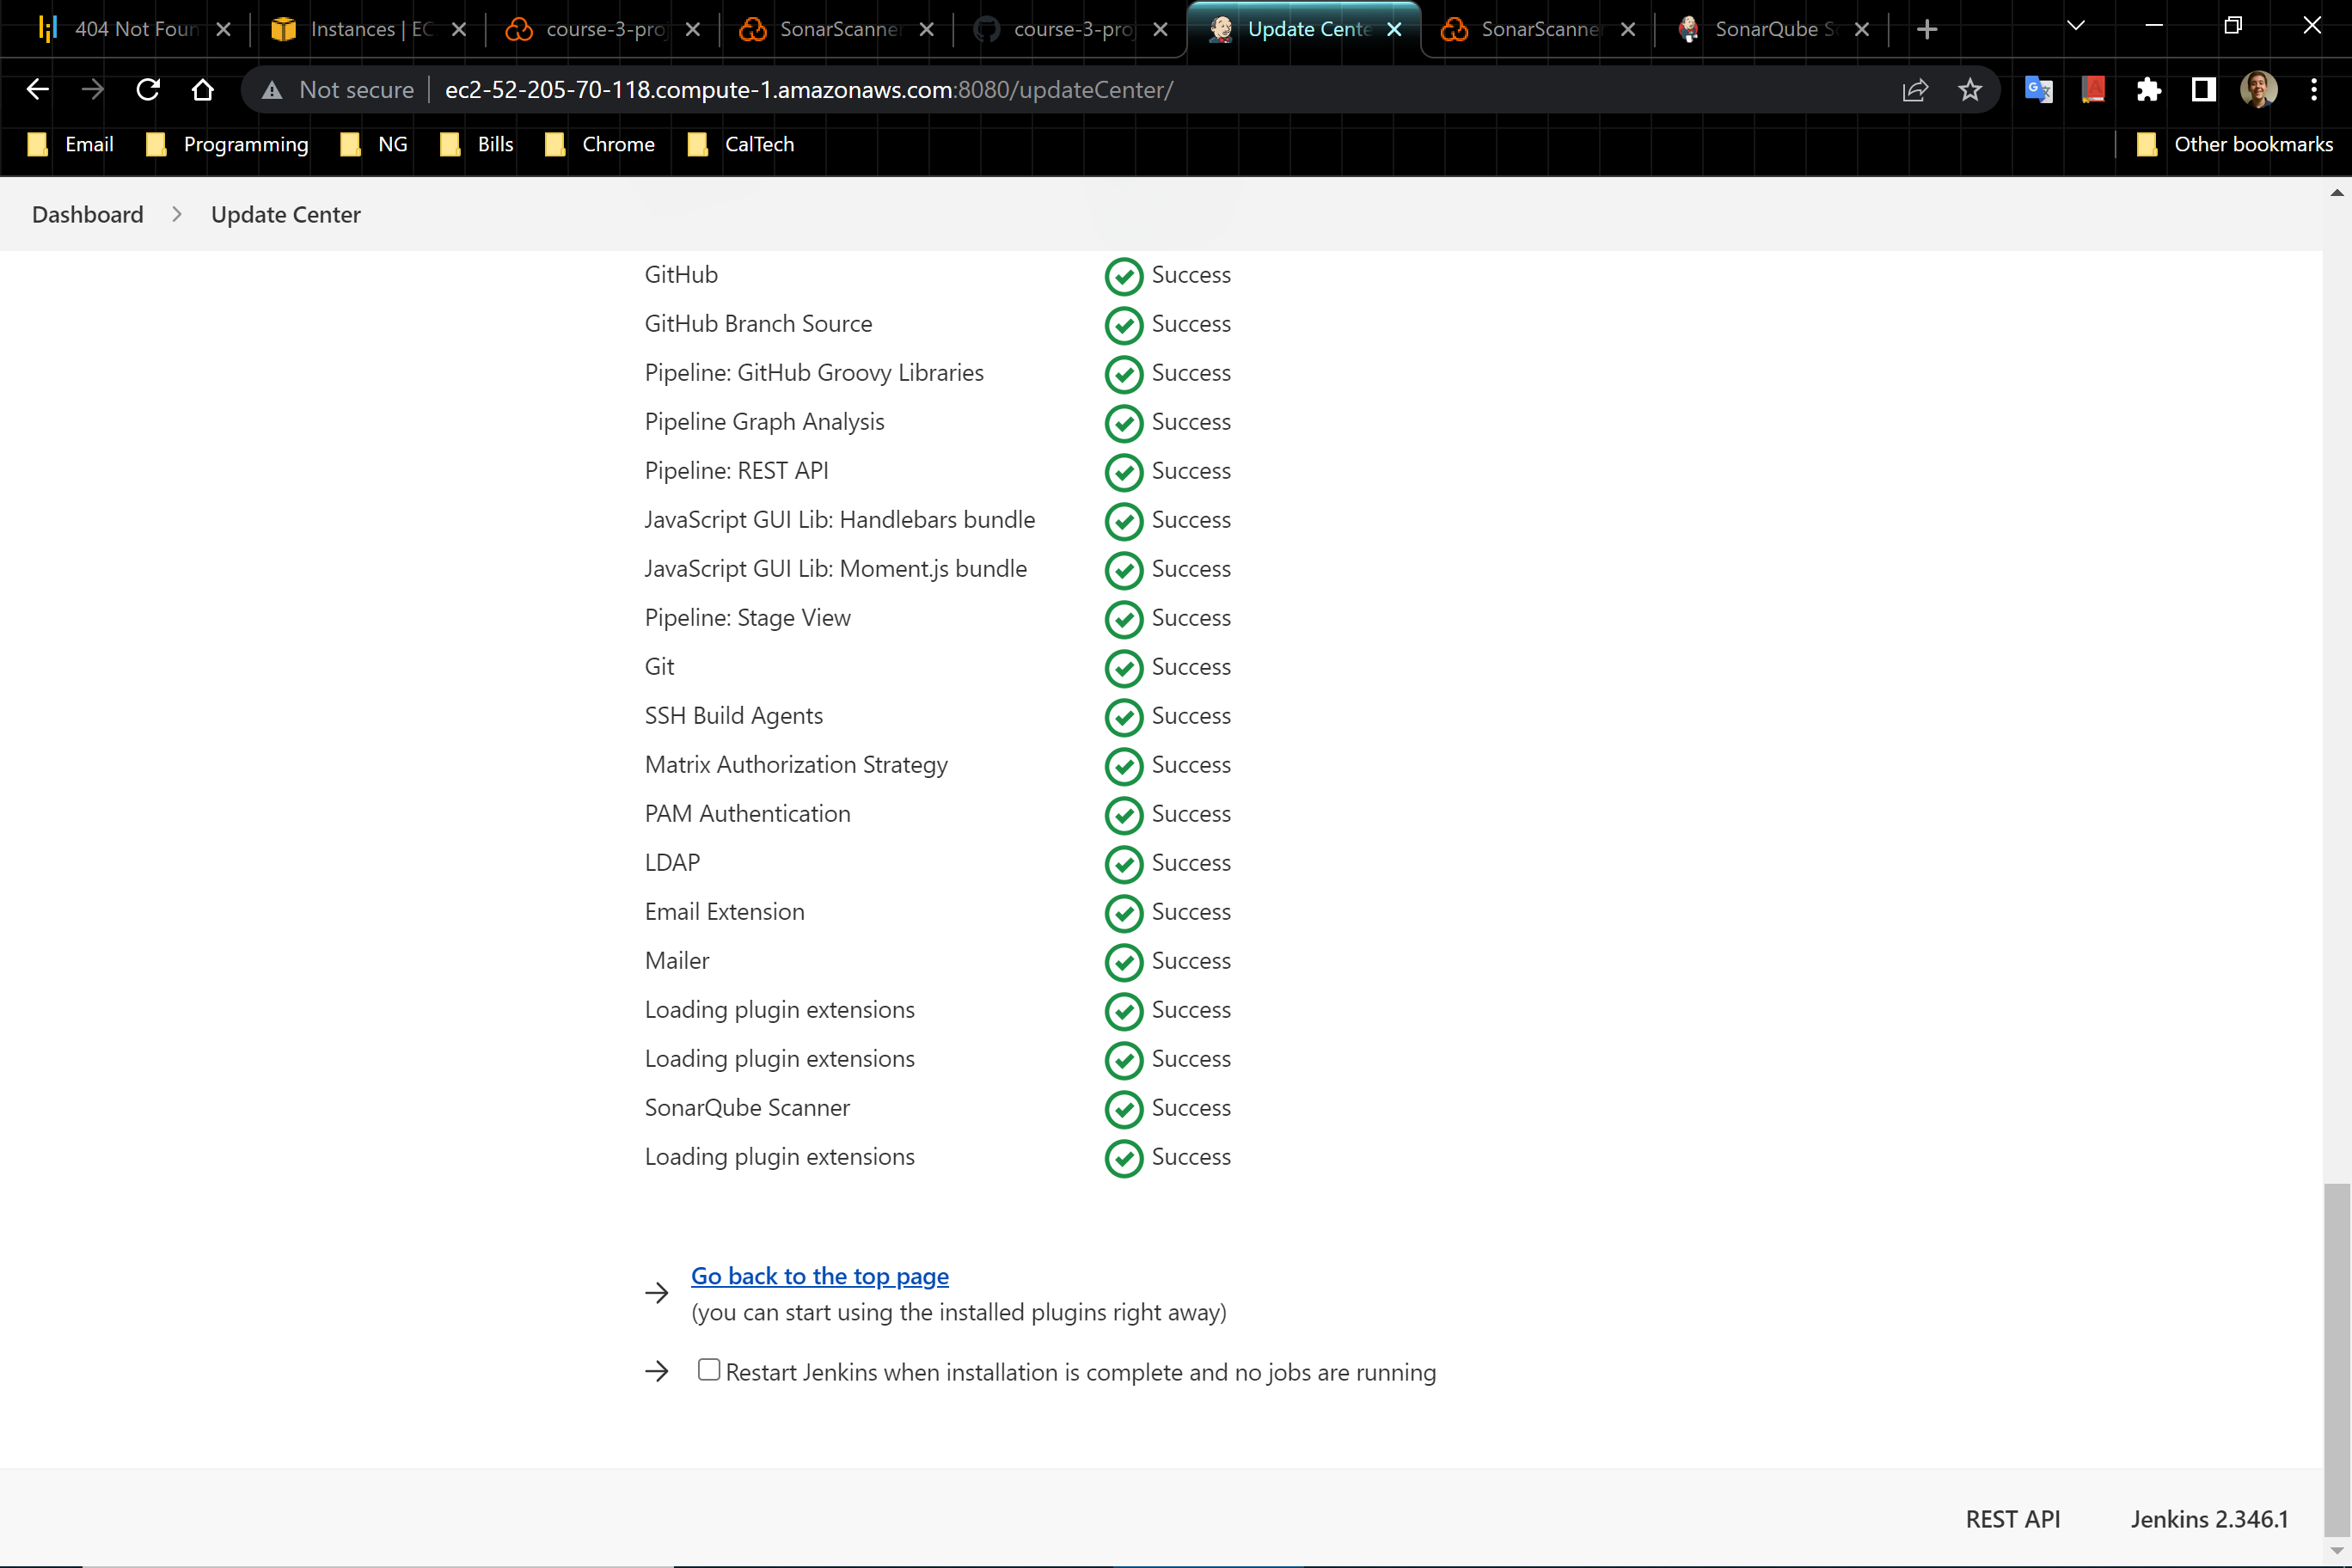 404 Not Foun
Instances | EC
course-3-proj
SonarScanner
course-3-proj
Update Cente
SonarScanner
SonarQube S
Not secure
ec2-52-205-70-118.compute-1.amazonaws.com:8080/updateCenter/
Email
Programming
NG
Bills
Chrome
CalTech
Other bookmarks
Dashboard
Update Center
GitHub Success
GitHub Branch Source Success
Pipeline: GitHub Groovy Libraries Success
Pipeline Graph Analysis Success
Pipeline: REST API Success
JavaScript GUI Lib: Handlebars bundle Success
JavaScript GUI Lib: Moment.js bundle Success
Pipeline: Stage View Success
Git Success
SSH Build Agents Success
Matrix Authorization Strategy Success
PAM Authentication Success
LDAP Success
Email Extension Success
Mailer Success
Loading plugin extensions Success
Loading plugin extensions Success
SonarQube Scanner Success
Loading plugin extensions Success
Go back to the top page
(you can start using the installed plugins right away)
Restart Jenkins when installation is complete and no jobs are running
REST API
Jenkins 2.346.1